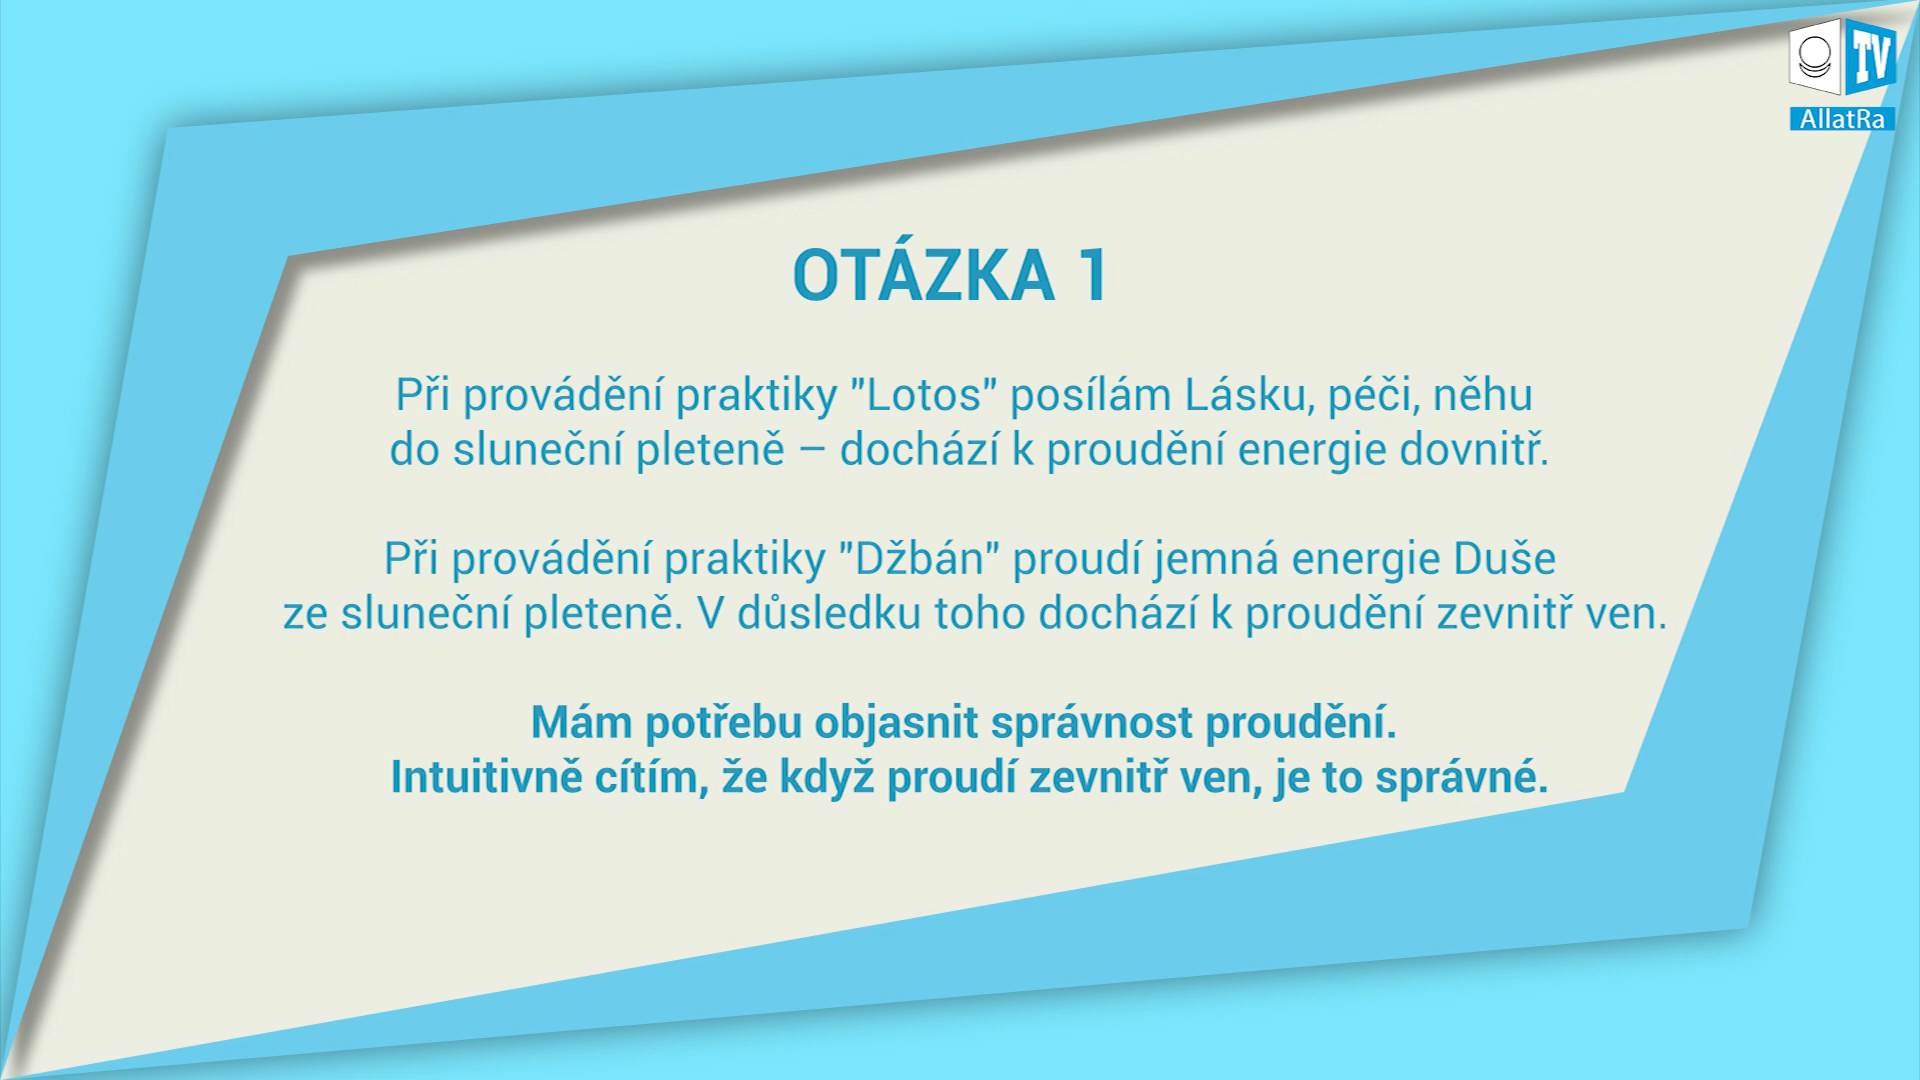 TV
AllatRa
OTÁZKA 1
Při provádění praktiky "Lotos" posílám Lásku, péči, něhu
do sluneční pleteně – dochází k proudění energie dovnitř.
Při provádění praktiky "Džbán" proudí jemná energie Duše
ze sluneční pleteně. V důsledku toho dochází k proudění zevnitř ven.
Mám potřebu objasnit správnost proudění.
Intuitivně cítím, že když proudí zevnitř ven, je to správné.